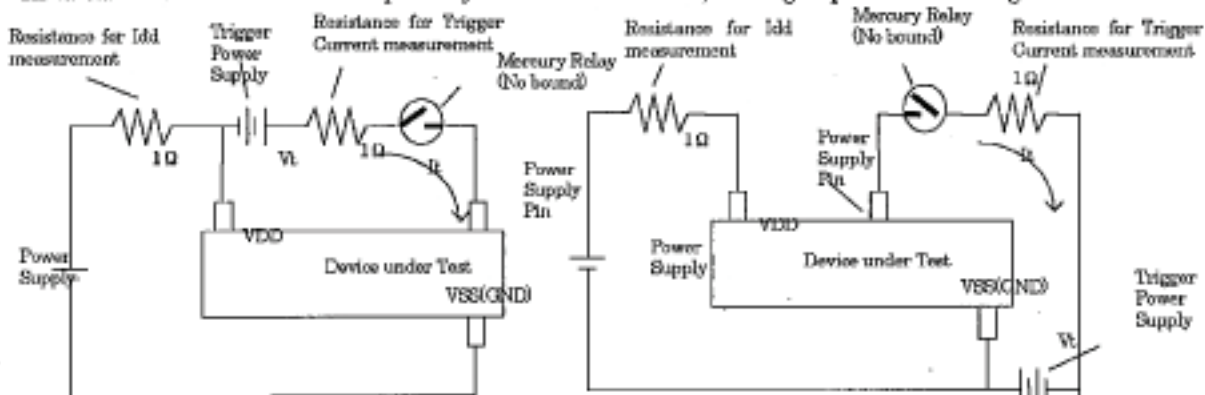 Resistance for Idd
measurement
Trigger
Power
Supply
Resistance for Trigger
Current measurement
Mercury Relay
(No bound)
1Ω
Vt
1Ω
It
VDD
Power
Supply
Device under Test
VSS(GND)
Resistance for Idd
measurement
Mercury Relay
(No bound)
Resistance for Trigger
Current measurement
1Ω
1Ω
It
Power
Supply
Pin
Power
Supply
Pin
VDD
Power
Supply
Device under Test
VSS(GND)
Trigger
Power
Supply
Vt